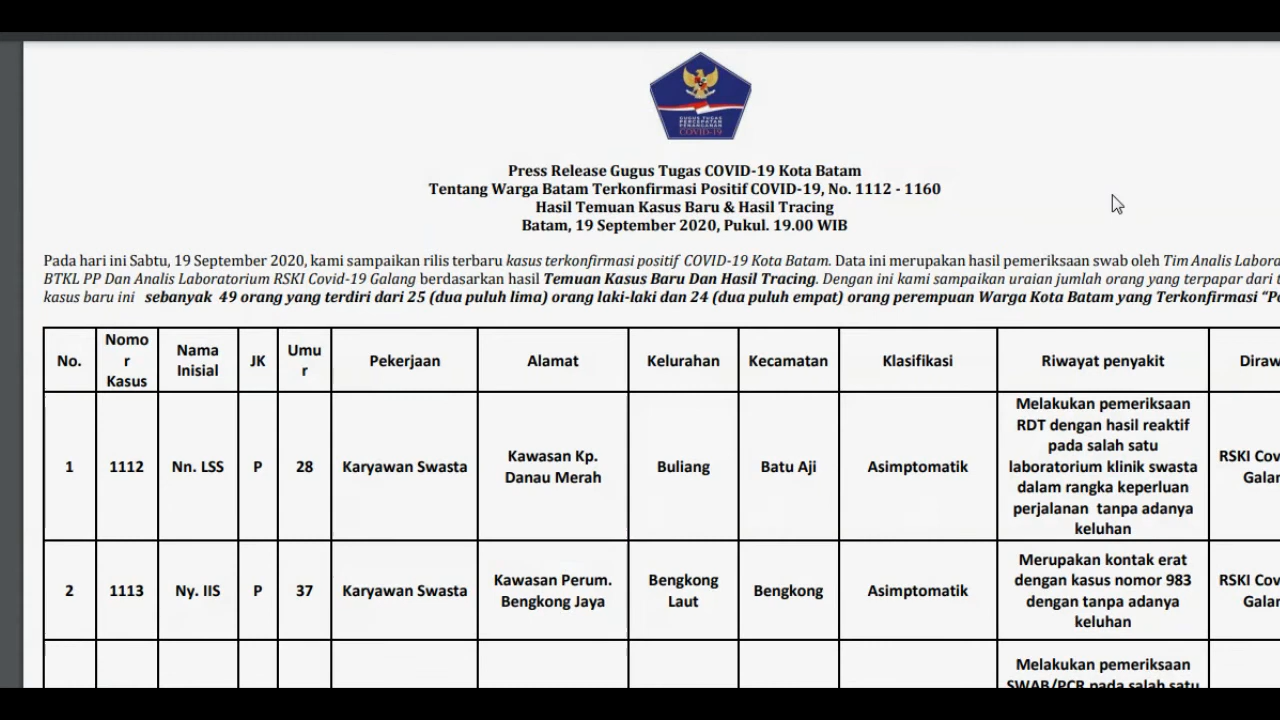 GUGUS TUGAS
PERCEPATAN
PENANGANAN
COVID-19
Press Release Gugus Tugas COVID-19 Kota Batam
Tentang Warga Batam Terkonfirmasi Positif COVID-19, No. 1112 - 1160
Hasil Temuan Kasus Baru & Hasil Tracing
Batam, 19 September 2020, Pukul. 19.00 WIB
Pada hari ini Sabtu, 19 September 2020, kami sampaikan rilis terbaru kasus terkonfirmasi positif COVID-19 Kota Batam. Data ini merupakan hasil pemeriksaan swab oleh Tim Analis Labora
BTKL PP Dan Analis Laboratorium RSKI Covid-19 Galang berdasarkan hasil Temuan Kasus Baru Dan Hasil Tracing. Dengan ini kami sampaikan uraian jumlah orang yang terpapar dari
kasus baru ini sebanyak 49 orang yang terdiri dari 25 (dua puluh lima) orang laki-laki dan 24 (dua puluh empat) orang perempuan Warga Kota Batam yang Terkonfirmasi "Po
No. Nomo Nama JK Umu Pekerjaan Alamat Kelurahan Kecamatan Klasifikasi Riwayat penyakit Diraw
r Inisial r
Kasus
1 1112 Nn. LSS P 28 Karyawan Swasta Kawasan Kp. Buliang Batu Aji Asimptomatik Melakukan pemeriksaan RSKI Cov
Danau Merah RDT dengan hasil reaktif Galan
pada salah satu
laboratorium klinik swasta
dalam rangka keperluan
perjalanan tanpa adanya
keluhan
2 1113 Ny. IIS P 37 Karyawan Swasta Kawasan Perum. Bengkong Bengkong Asimptomatik Merupakan kontak erat RSKI Cov
Bengkong Jaya Laut dengan kasus nomor 983 Galan
dengan tanpa adanya
keluhan
Melakukan pemeriksaan
SWAB/PCR pada salah satu